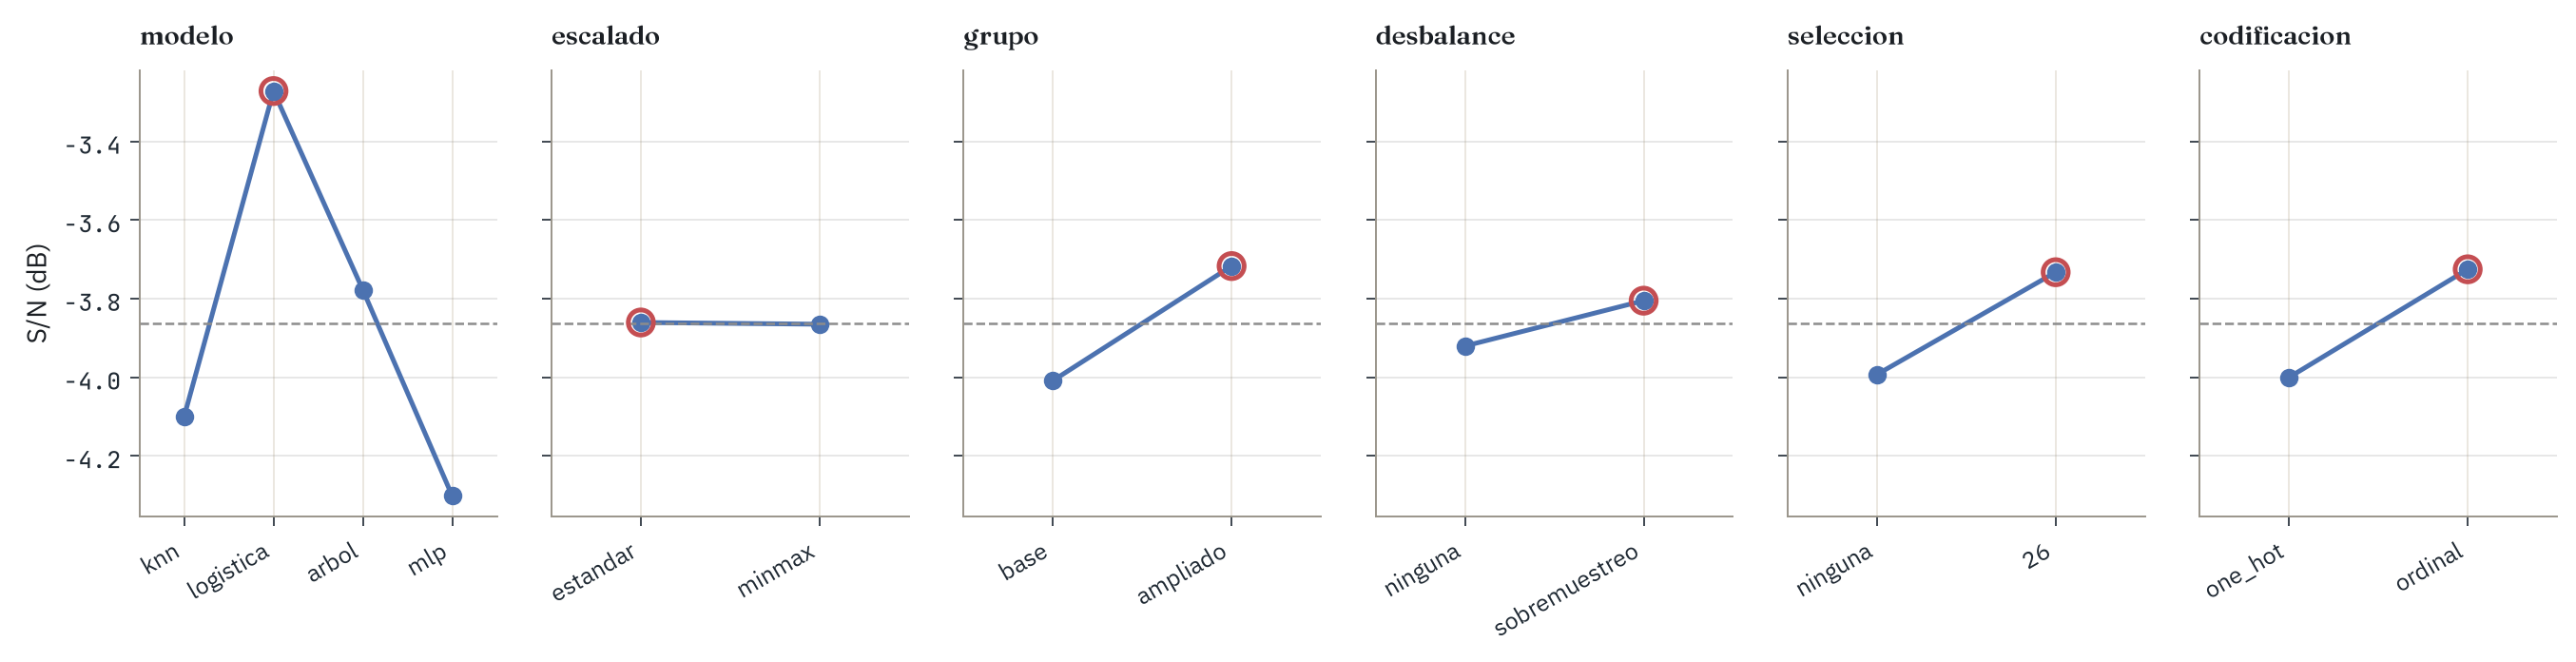 modelo
escalado
grupo
desbalance
seleccion
codificacion
S/N (dB)
-3.4
-3.6
-3.8
-4.0
-4.2
knn
logistica
arbol
mlp
estandar
minmax
base
ampliado
ninguna
sobremuestreo
ninguna
26
one_hot
ordinal